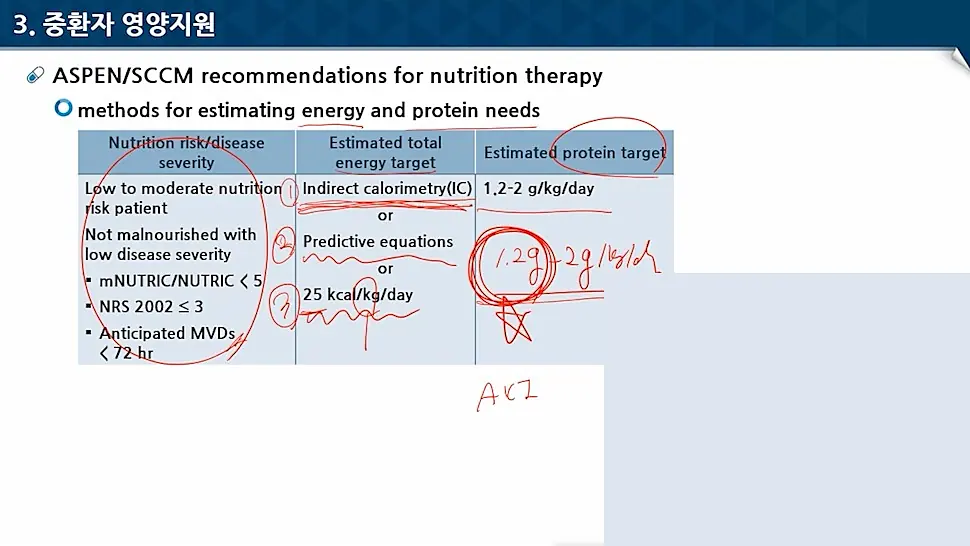 3. 중환자 영양지원
ASPEN/SCCM recommendations for nutrition therapy
methods for estimating energy and protein needs
Nutrition risk/disease
severity
Estimated total
energy target
Estimated protein target
Low to moderate nutrition
risk patient
Not malnourished with
low disease severity
▪ mNUTRIC/NUTRIC < 5
▪ NRS 2002 ≤ 3
▪ Anticipated MVDs
< 72 hr
① Indirect calorimetry(IC)
or
② Predictive equations
or
③ 25 kcal/kg/day
1.2-2 g/kg/day
1.2g - 2g/kg/d
AKI